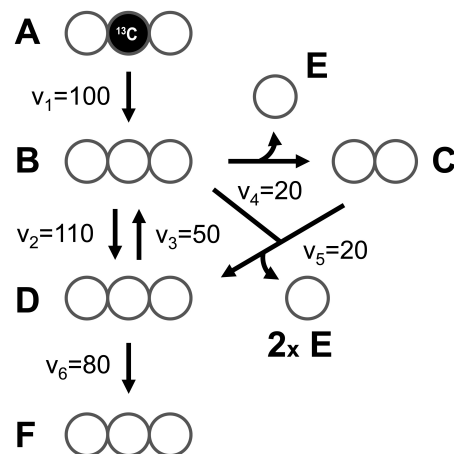 A
¹³C
v₁=100
E
B
C
v₄=20
v₂=110
v₃=50
v₅=20
D
2x E
v₆=80
F